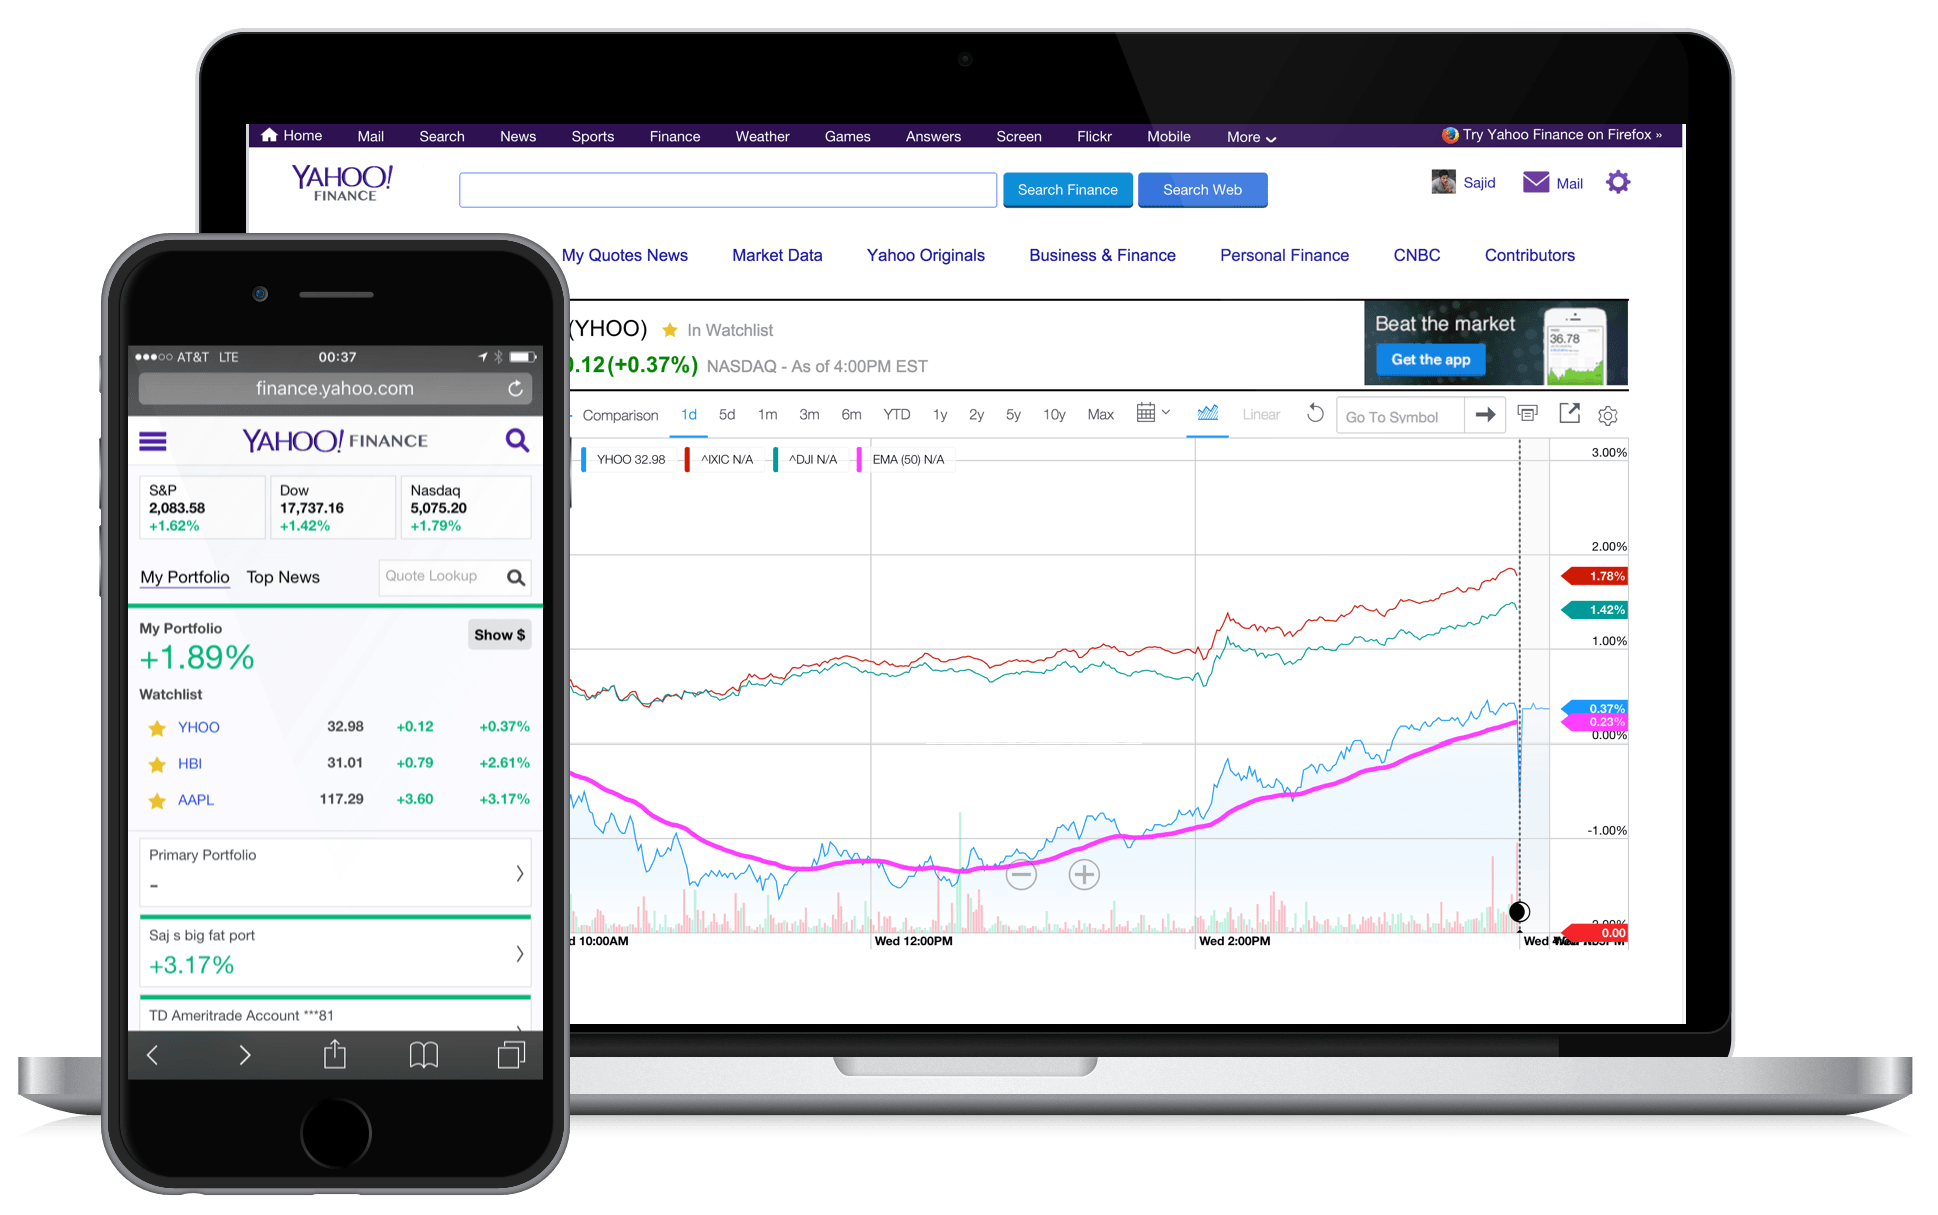 Home Mail Search News Sports Finance Weather Games Answers Screen Flickr Mobile More Try Yahoo Finance on Firefox »
YAHOO!
FINANCE
Search Finance
Search Web
Sajid
Mail
My Quotes News Market Data Yahoo Originals Business & Finance Personal Finance CNBC Contributors
(YHOO) In Watchlist
0.12 (+0.37%) NASDAQ - As of 4:00PM EST
Beat the market
Get the app
36.78
Comparison 1d 5d 1m 3m 6m YTD 1y 2y 5y 10y Max Linear Go To Symbol
YHOO 32.98 ^IXIC N/A ^DJI N/A EMA (50) N/A
3.00%
2.00%
1.78%
1.42%
1.00%
0.37%
0.23%
0.00%
-1.00%
0.00
d 10:00AM Wed 12:00PM Wed 2:00PM
AT&T LTE 00:37
finance.yahoo.com
YAHOO! FINANCE
S&P
2,083.58
+1.62%
Dow
17,737.16
+1.42%
Nasdaq
5,075.20
+1.79%
My Portfolio Top News Quote Lookup
My Portfolio
Show $
+1.89%
Watchlist
YHOO 32.98 +0.12 +0.37%
HBI 31.01 +0.79 +2.61%
AAPL 117.29 +3.60 +3.17%
Primary Portfolio
-
Saj s big fat port
+3.17%
TD Ameritrade Account ***81